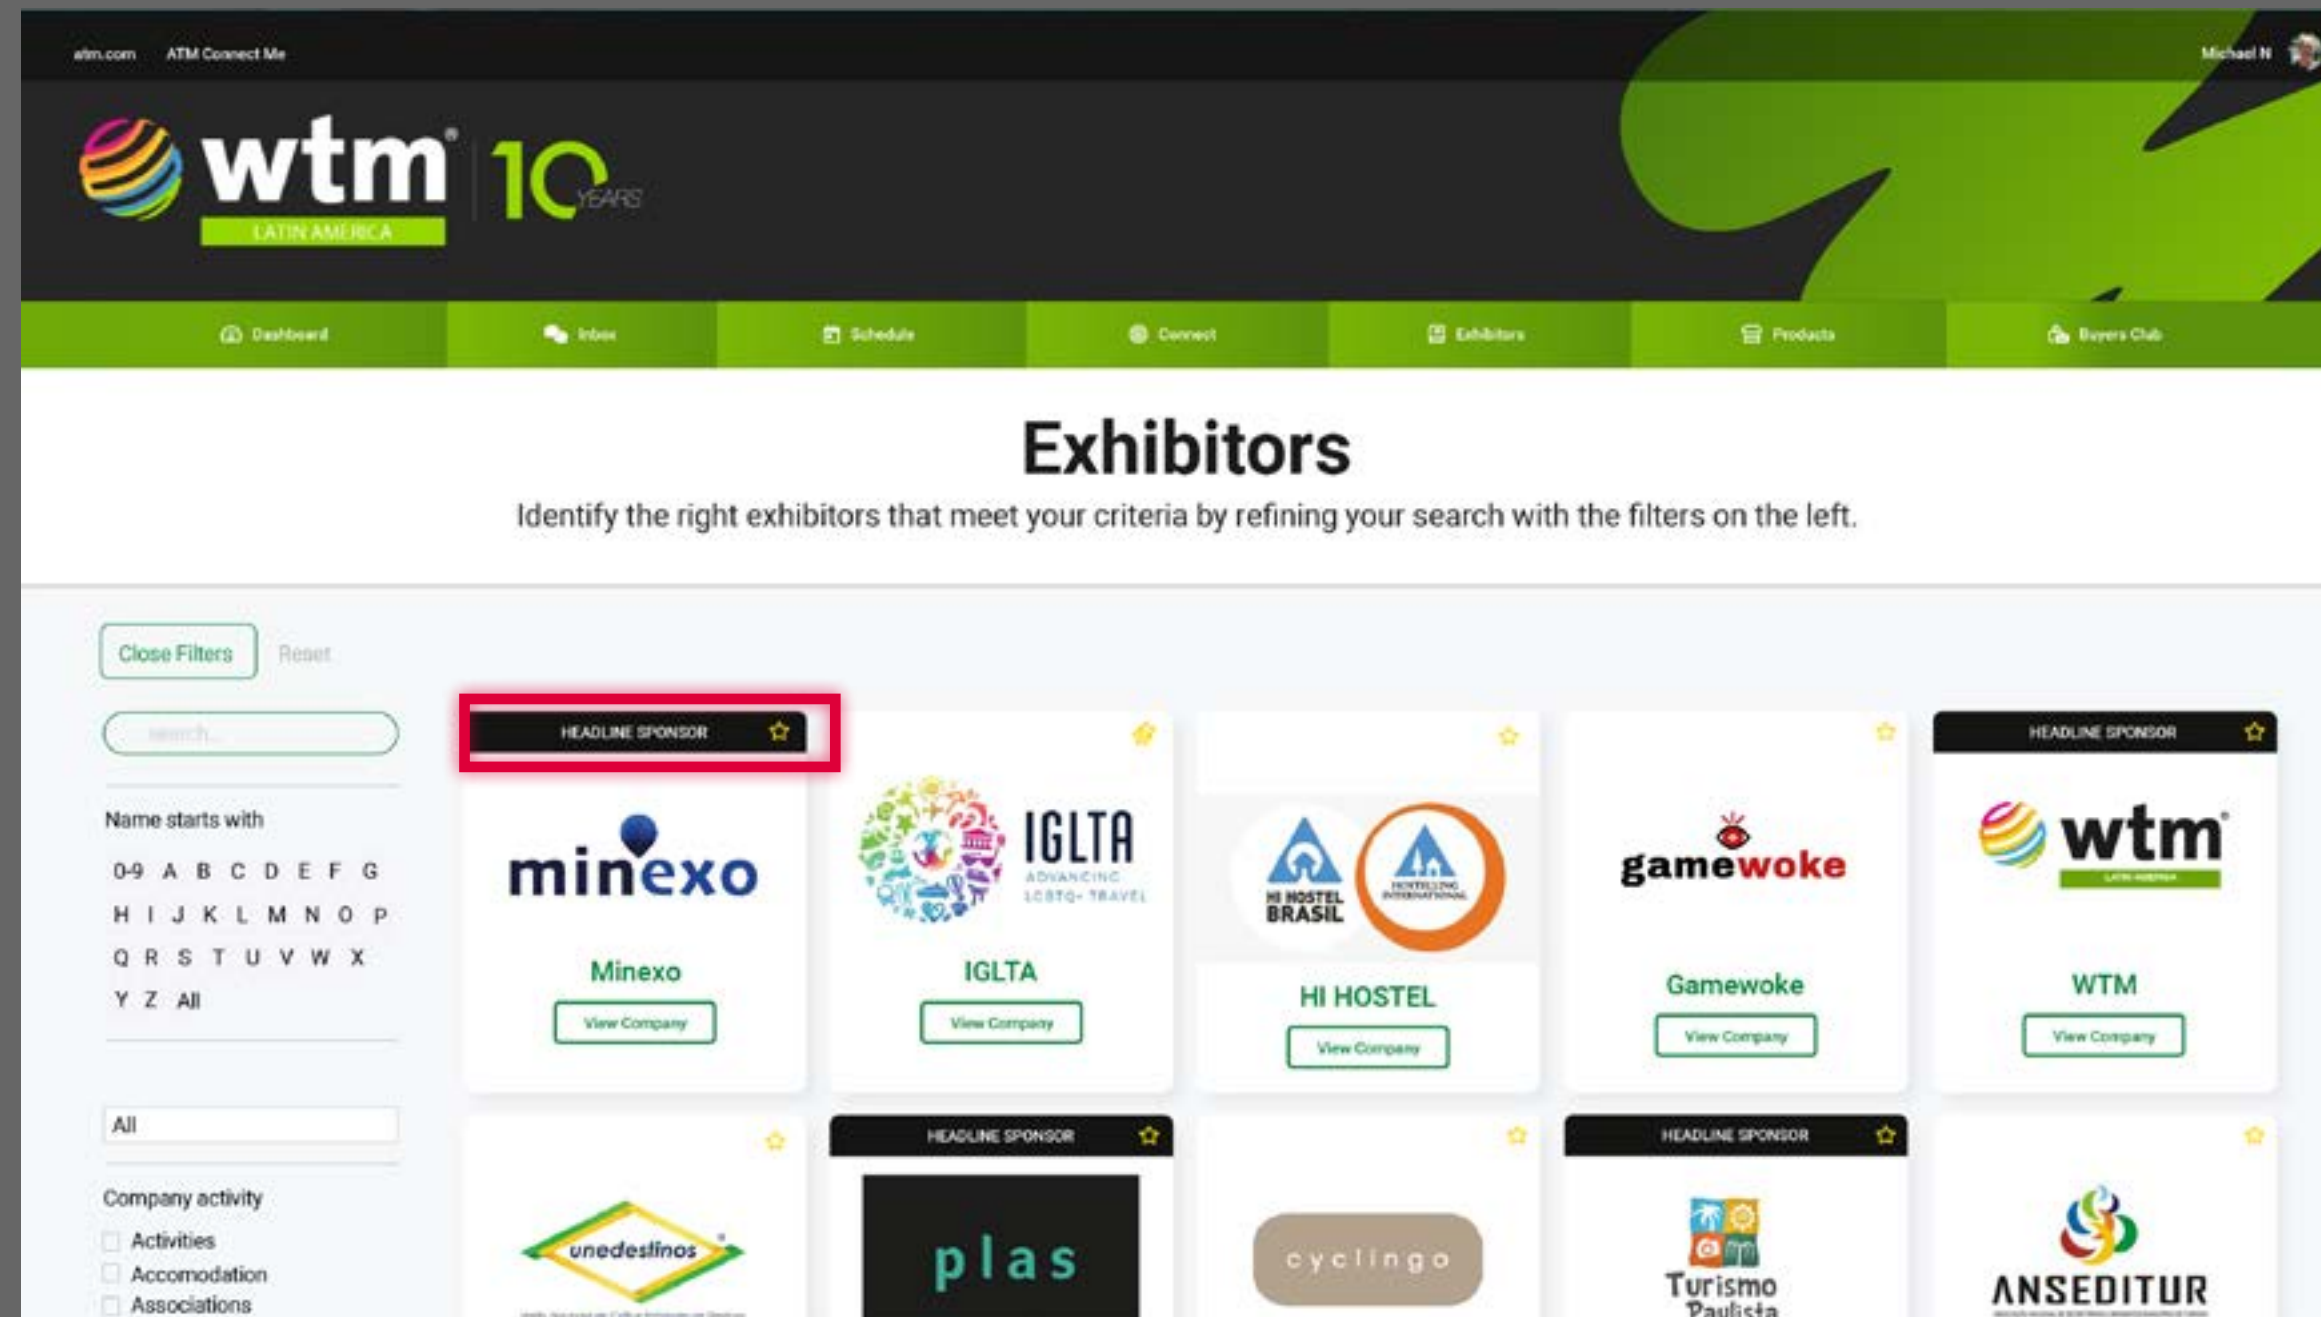 atm.com ATM Connect Me Michael N
wtm® 10 YEARS
LATIN AMERICA
Dashboard Inbox Schedule Connect Exhibitors Products Buyers Club
Exhibitors
Identify the right exhibitors that meet your criteria by refining your search with the filters on the left.
Close Filters Reset
search...
Name starts with
0-9 A B C D E F G
H I J K L M N O P
Q R S T U V W X
Y Z All
All
Company activity
Activities
Accomodation
Associations
HEADLINE SPONSOR
minexo
Minexo
View Company
IGLTA
ADVANCING
LGBTQ+ TRAVEL
IGLTA
View Company
HI HOSTEL
BRASIL
HOSTELLING
INTERNATIONAL
HI HOSTEL
View Company
gamewoke
Gamewoke
View Company
HEADLINE SPONSOR
wtm®
LATIN AMERICA
WTM
View Company
unedestinos®
HEADLINE SPONSOR
plas
cyclingo
HEADLINE SPONSOR
Turismo
Paulista
ANSEDITUR